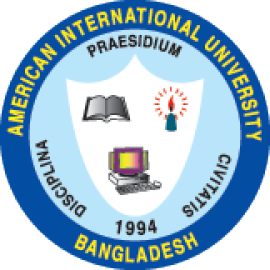 AMERICAN INTERNATIONAL UNIVERSITY
PRAESIDIUM
DISCIPLINA
CIVITATIS
1994
BANGLADESH